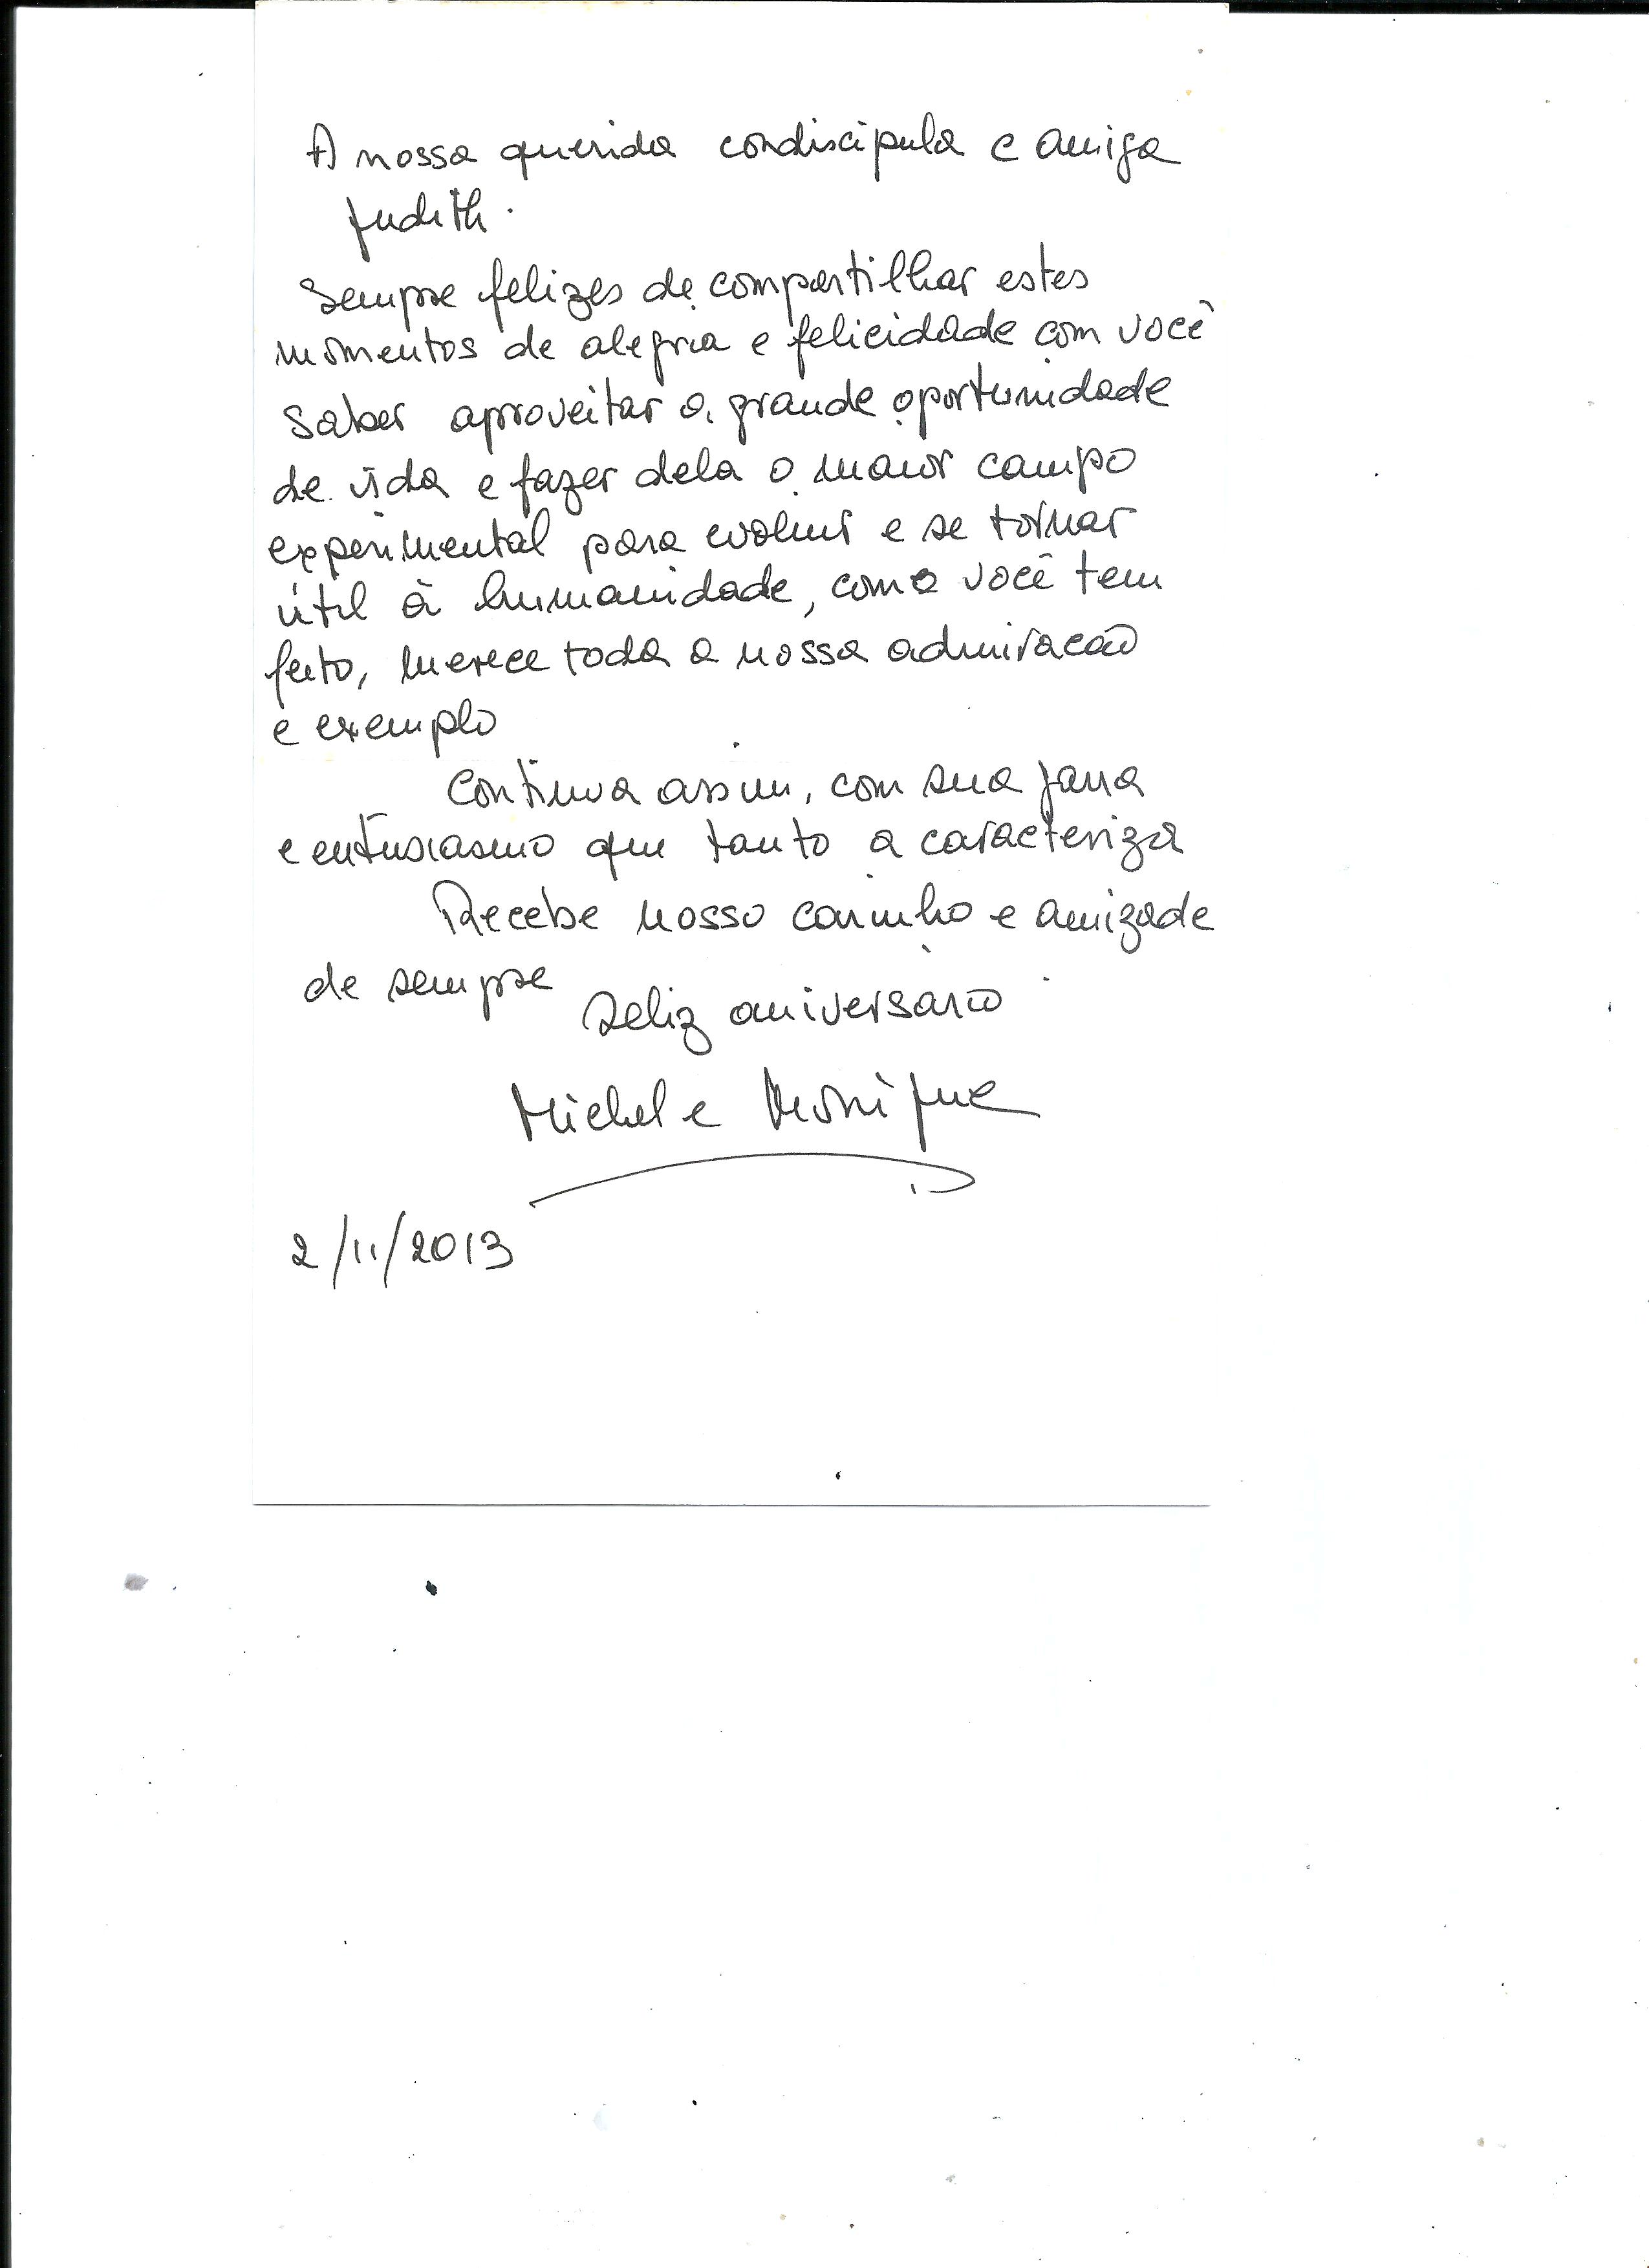 A nossa querida condiscipula e amiga
Judith.
Sempre felizes de compartilhar estes
momentos de alegria e felicidade com você
Saber aproveitar a grande oportunidade
de vida e fazer dela o maior campo
experimental para evoluir e se tornar
útil à humanidade, como você tem
feito, merece toda a nossa admiracão
e exemplo
Continua assim, com sua garra
e entusiasmo que tanto a caracteriza
Recebe nosso carinho e amizade
de sempre
Feliz aniversario
Michel e Monique
2/11/2013